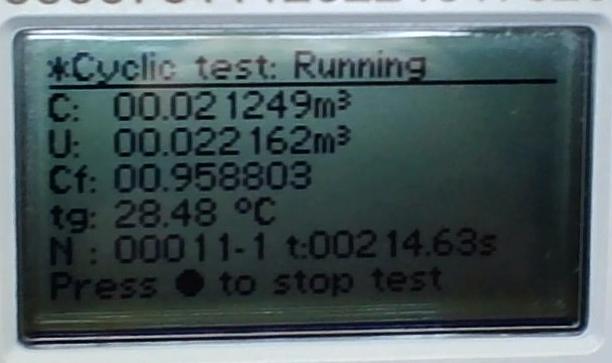 *Cyclic test: Running
C: 00.021249m³
U: 00.022162m³
Cf: 00.958803
tg: 28.48 °C
N : 00011-1 t:00214.63s
Press ● to stop test